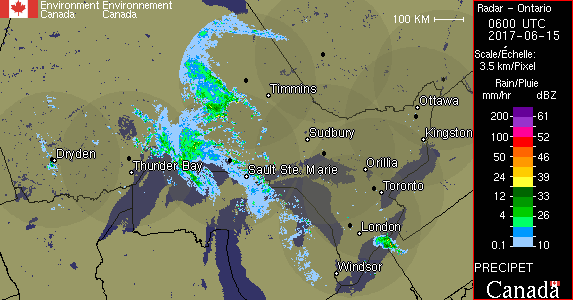 Environment Environnement
Canada Canada
Radar - Ontario
0600 UTC
2017-06-15
100 KM
Scale/Échelle:
3.5 km/Pixel
Rain/Pluie
mm/hr dBZ
200 61
100 52
50 46
24 39
12 33
4 26
1 20
0.1 10
PRECIPET
Canada
Timmins
Ottawa
Sudbury
Kingston
Dryden
Thunder Bay
Sault Ste. Marie
Orillia
Toronto
London
Windsor